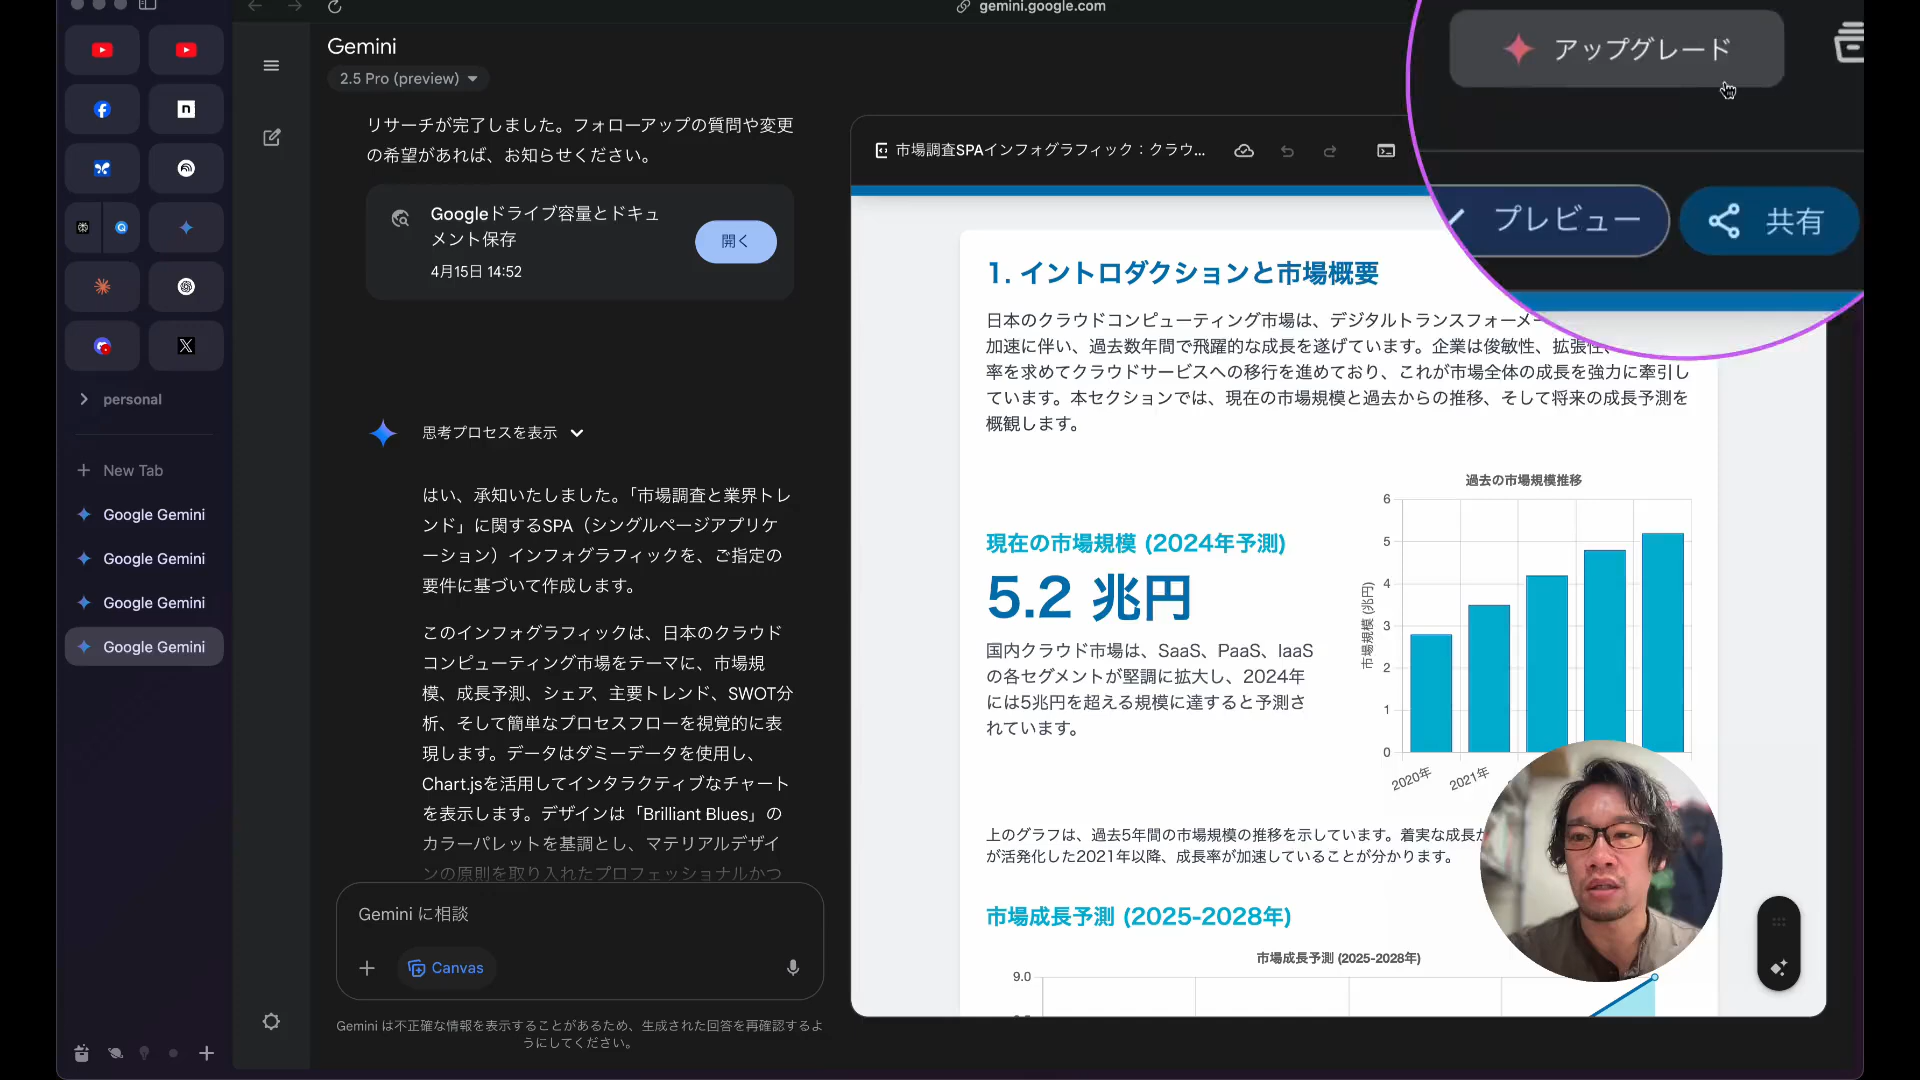 gemini.google.com
personal
New Tab
Google Gemini
Google Gemini
Google Gemini
Google Gemini
Gemini
2.5 Pro (preview)
リサーチが完了しました。フォローアップの質問や変更
の希望があれば、お知らせください。
Googleドライブ容量とドキュ
メント保存
4月15日 14:52
開く
思考プロセスを表示
はい、承知いたしました。「市場調査と業界トレ
ンド」に関するSPA（シングルページアプリケ
ーション）インフォグラフィックを、ご指定の
要件に基づいて作成します。
このインフォグラフィックは、日本のクラウド
コンピューティング市場をテーマに、市場規
模、成長予測、シェア、主要トレンド、SWOT分
析、そして簡単なプロセスフローを視覚的に表
現します。データはダミーデータを使用し、
Chart.jsを活用してインタラクティブなチャート
を表示します。デザインは「Brilliant Blues」の
カラーパレットを基調とし、マテリアルデザイ
ンの原則を取り入れたプロフェッショナルかつ
Gemini に相談
Canvas
Gemini は不正確な情報を表示することがあるため、生成された回答を再確認するよ
うにしてください。
市場調査SPAインフォグラフィック：クラウ...
アップグレード
プレビュー
共有
1. イントロダクションと市場概要
日本のクラウドコンピューティング市場は、デジタルトランスフォーメー
加速に伴い、過去数年間で飛躍的な成長を遂げています。企業は俊敏性、拡張性、
率を求めてクラウドサービスへの移行を進めており、これが市場全体の成長を強力に牽引し
ています。本セクションでは、現在の市場規模と過去からの推移、そして将来の成長予測を
概観します。
現在の市場規模 (2024年予測)
5.2 兆円
国内クラウド市場は、SaaS、PaaS、IaaS
の各セグメントが堅調に拡大し、2024年
には5兆円を超える規模に達すると予測さ
れています。
過去の市場規模推移
市場規模 (兆円)
6
5
4
3
2
1
0
2020年
2021年
上のグラフは、過去5年間の市場規模の推移を示しています。着実な成長が
が活発化した2021年以降、成長率が加速していることが分かります。
市場成長予測 (2025-2028年)
市場成長予測 (2025-2028年)
9.0